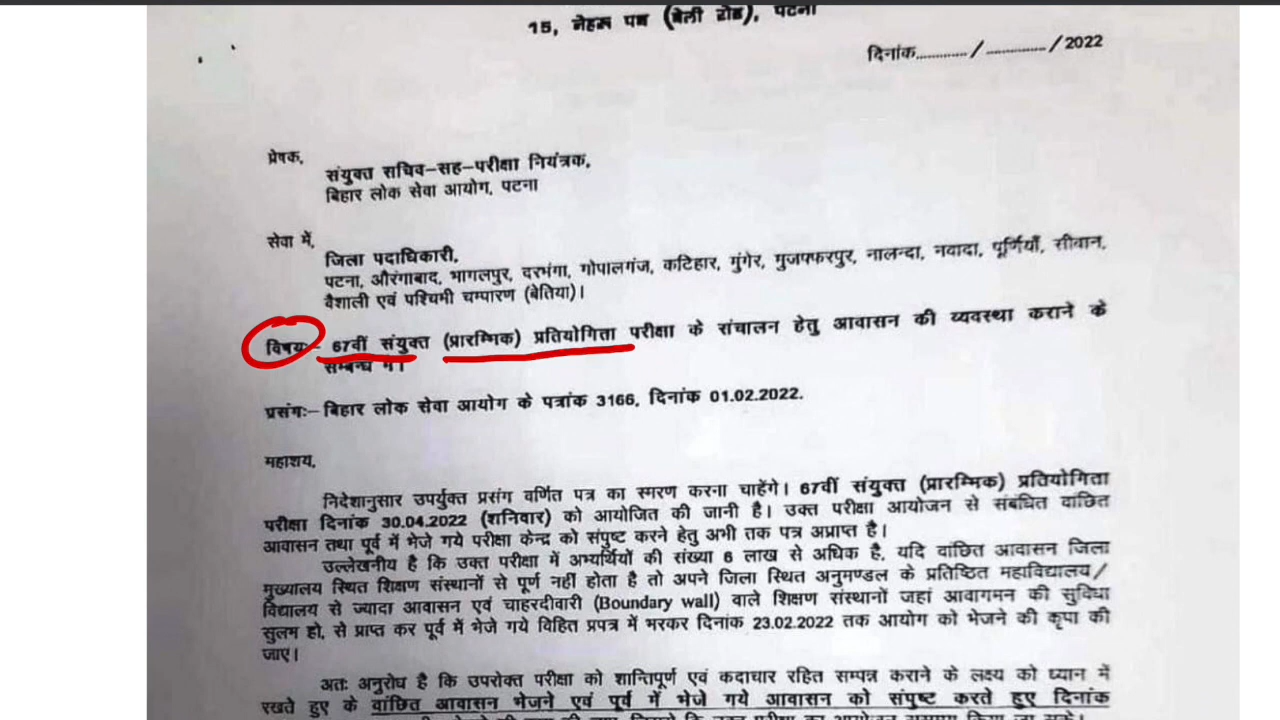 15, नेहरू पथ (बेली रोड), पटना
दिनांक............/............./2022
प्रेषक,
संयुक्त सचिव-सह-परीक्षा नियंत्रक,
बिहार लोक सेवा आयोग, पटना
सेवा में,
जिला पदाधिकारी,
पटना, औरंगाबाद, भागलपुर, दरभंगा, गोपालगंज, कटिहार, मुंगेर, मुजफ्फरपुर, नालन्दा, नवादा, पूर्णियाँ, सीवान,
वैशाली एवं पश्चिमी चम्पारण (बेतिया)।
विषयः- 67वीं संयुक्त (प्रारम्भिक) प्रतियोगिता परीक्षा के संचालन हेतु आवासन की व्यवस्था कराने के
सम्बन्ध में।
प्रसंगः- बिहार लोक सेवा आयोग के पत्रांक 3166, दिनांक 01.02.2022.
महाशय,
निदेशानुसार उपर्युक्त प्रसंग वर्णित पत्र का स्मरण करना चाहेंगे। 67वीं संयुक्त (प्रारम्भिक) प्रतियोगिता
परीक्षा दिनांक 30.04.2022 (शनिवार) को आयोजित की जानी है। उक्त परीक्षा आयोजन से संबंधित वांछित
आवासन तथा पूर्व में भेजे गये परीक्षा केन्द्र को संपुष्ट करने हेतु अभी तक पत्र अप्राप्त है।
उल्लेखनीय है कि उक्त परीक्षा में अभ्यर्थियों की संख्या 6 लाख से अधिक है, यदि वांछित आवासन जिला
मुख्यालय स्थित शिक्षण संस्थानों से पूर्ण नहीं होता है तो अपने जिला स्थित अनुमण्डल के प्रतिष्ठित महाविद्यालय/
विद्यालय से ज्यादा आवासन एवं चाहरदीवारी (Boundary wall) वाले शिक्षण संस्थानों जहां आवागमन की सुविधा
सुलभ हो, से प्राप्त कर पूर्व में भेजे गये विहित प्रपत्र में भरकर दिनांक 23.02.2022 तक आयोग को भेजने की कृपा की
जाए।
अतः अनुरोध है कि उपरोक्त परीक्षा को शान्तिपूर्ण एवं कदाचार रहित सम्पन्न कराने के लक्ष्य को ध्यान में
रखते हुए के वांछित आवासन भेजने एवं पूर्व में भेजे गये आवासन को संपुष्ट करते हुए दिनांक